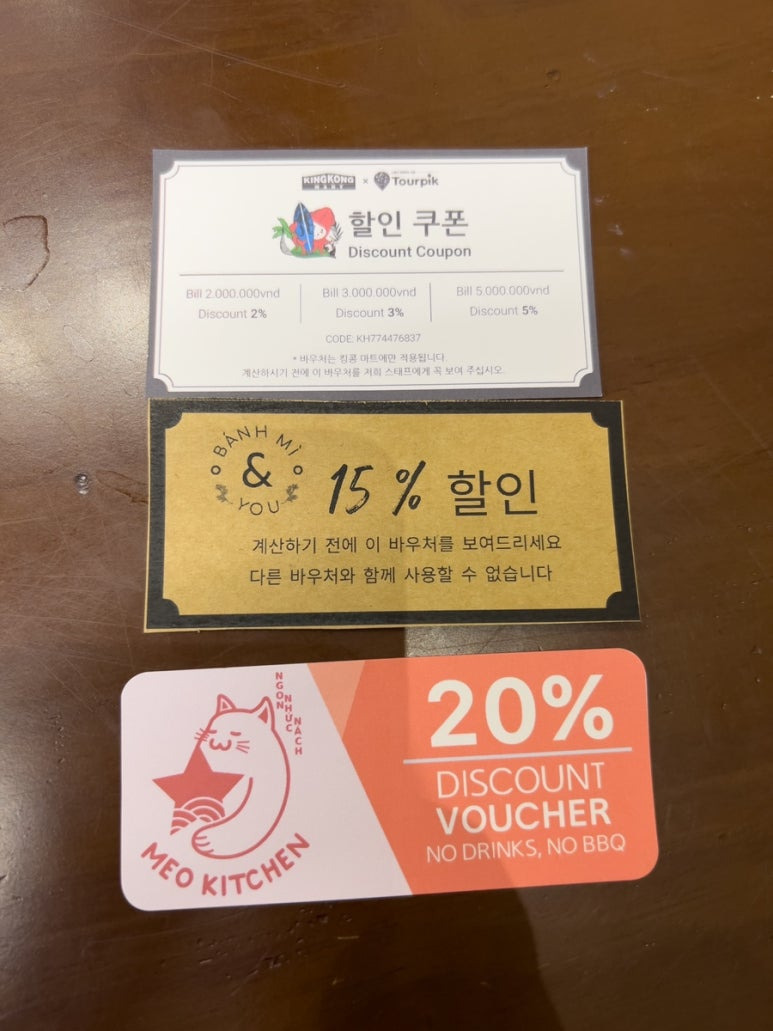 KINGKONG MART × Tourpik
할인 쿠폰
Discount Coupon
Bill 2.000.000vnd
Discount 2%
Bill 3.000.000vnd
Discount 3%
Bill 5.000.000vnd
Discount 5%
CODE: KH774476837
* 바우처는 킹콩 마트에만 적용됩니다.
계산하시기 전에 이 바우처를 저희 스태프에게 꼭 보여 주십시오.
BÁNH MÌ
&
YOU
15% 할인
계산하기 전에 이 바우처를 보여드리세요
다른 바우처와 함께 사용할 수 없습니다
NGON
NHỨC
NÁCH
MEO KITCHEN
20%
DISCOUNT
VOUCHER
NO DRINKS, NO BBQ